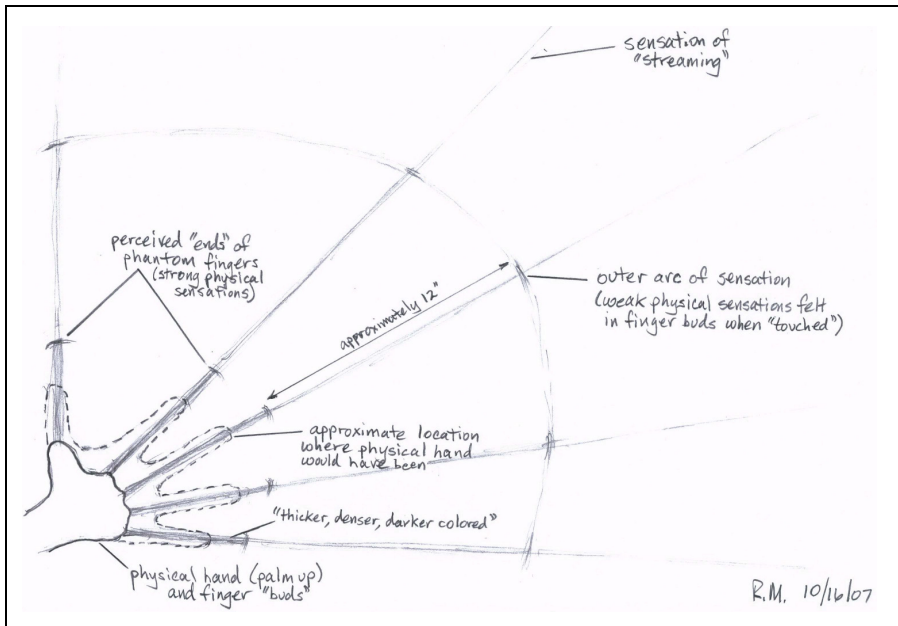 sensation of
"streaming"
perceived "ends" of
phantom fingers
(strong physical
sensations)
approximately 12"
outer arc of sensation
(weak physical sensations felt
in finger buds when "touched")
approximate location
where physical hand
would have been
"thicker, denser, darker colored"
physical hand (palm up)
and finger "buds"
R.M. 10/16/07